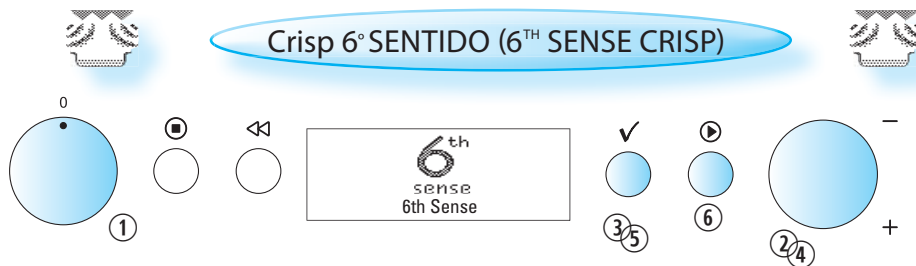 Crisp 6° SENTIDO (6TH SENSE CRISP)
0
6th
sense
6th Sense
−
+
1
3
5
6
2
4